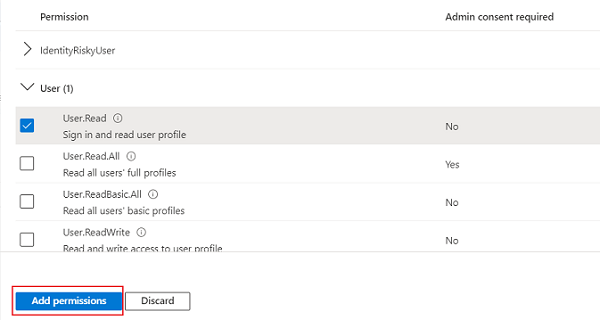 Permission Admin consent required
IdentityRiskyUser
User (1)
User.Read
Sign in and read user profile No
User.Read.All
Read all users' full profiles Yes
User.ReadBasic.All
Read all users' basic profiles No
User.ReadWrite
Read and write access to user profile No
Add permissions Discard